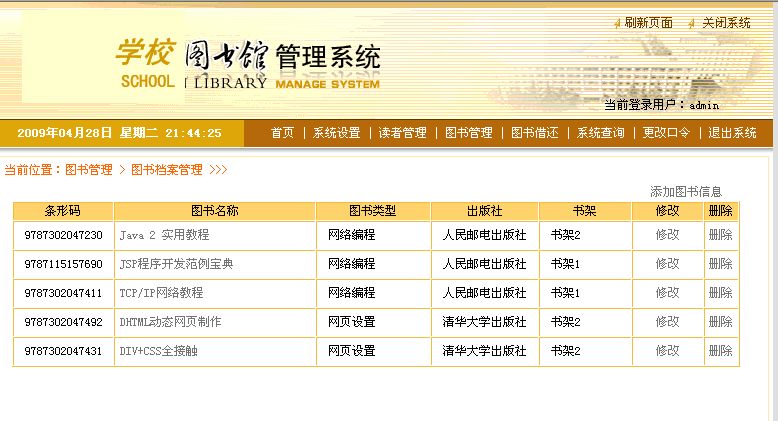 刷新页面 关闭系统
学校 图书馆 管理系统
SCHOOL LIBRARY MANAGE SYSTEM
当前登录用户：admin
2009年04月28日 星期二 21:44:25 首页 | 系统设置 | 读者管理 | 图书管理 | 图书借还 | 系统查询 | 更改口令 | 退出系统
当前位置：图书管理 > 图书档案管理 >>>
添加图书信息
条形码 图书名称 图书类型 出版社 书架 修改 删除
9787302047230 Java 2 实用教程 网络编程 人民邮电出版社 书架2 修改 删除
9787115157690 JSP程序开发范例宝典 网络编程 人民邮电出版社 书架1 修改 删除
9787302047411 TCP/IP网络教程 网络编程 人民邮电出版社 书架1 修改 删除
9787302047492 DHTML动态网页制作 网页设置 清华大学出版社 书架2 修改 删除
9787302047431 DIV+CSS全接触 网页设置 清华大学出版社 书架2 修改 删除